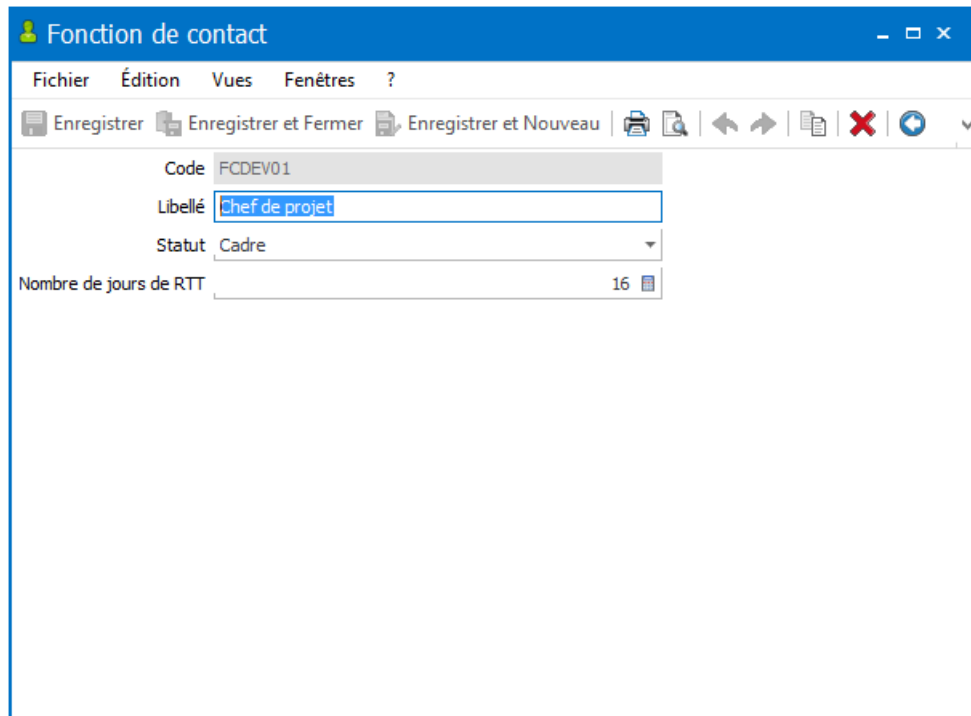 Fonction de contact
Fichier Édition Vues Fenêtres ?
Enregistrer Enregistrer et Fermer Enregistrer et Nouveau
Code FCDEV01
Libellé Chef de projet
Statut Cadre
Nombre de jours de RTT 16